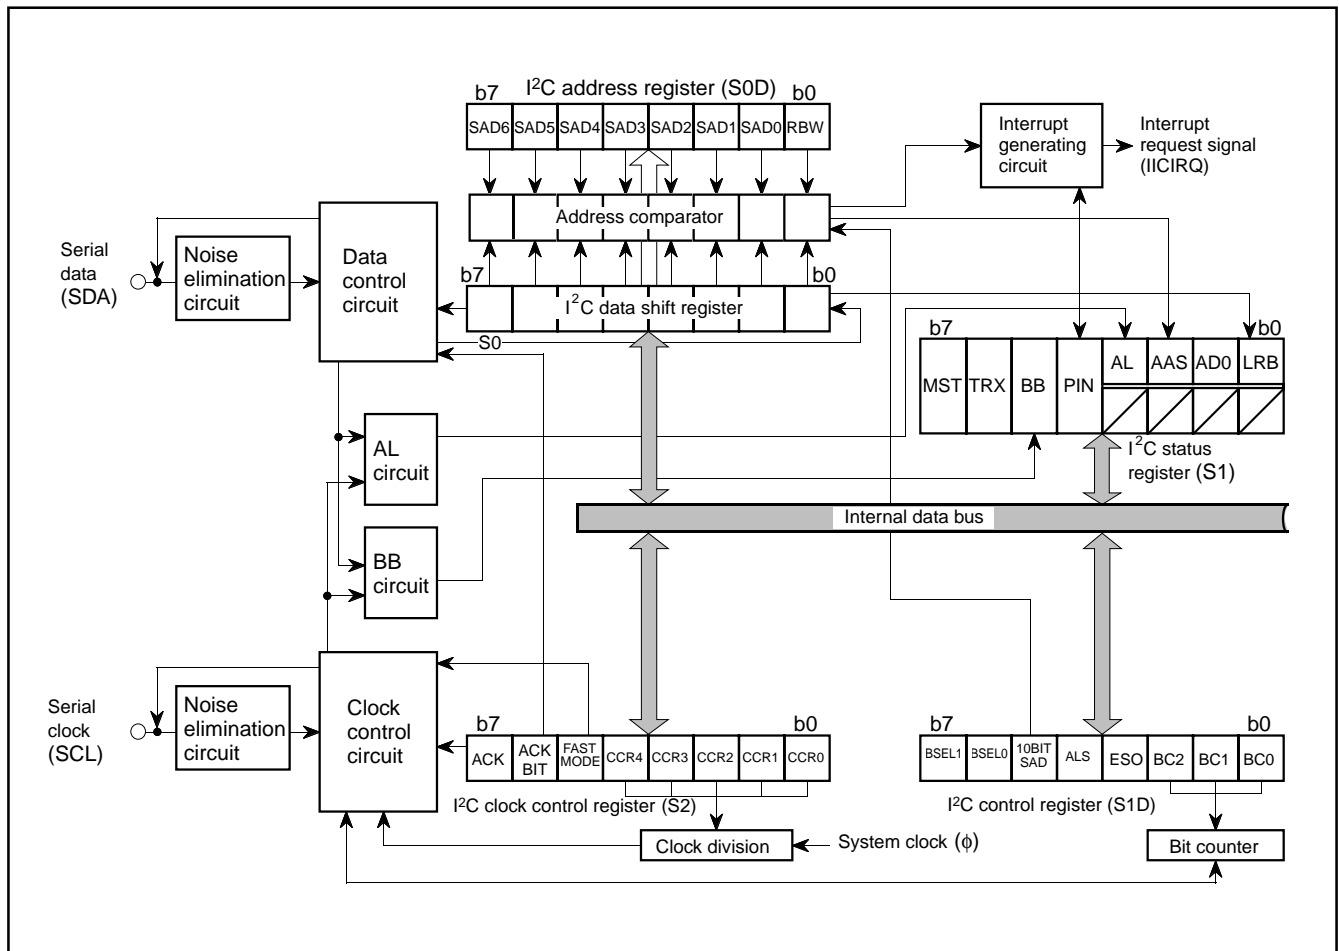 b7 I²C address register (S0D) b0
SAD6 SAD5 SAD4 SAD3 SAD2 SAD1 SAD0 RBW
Interrupt
generating
circuit
Interrupt
request signal
(IICIRQ)
Address comparator
Serial
data
(SDA)
Noise
elimination
circuit
Data
control
circuit
b7 b0
I²C data shift register
S0
b7 b0
MST TRX BB PIN AL AAS AD0 LRB
I²C status
register (S1)
AL
circuit
Internal data bus
BB
circuit
Serial
clock
(SCL)
Noise
elimination
circuit
Clock
control
circuit
b7 b0
ACK ACK BIT FAST MODE CCR4 CCR3 CCR2 CCR1 CCR0
I²C clock control register (S2)
b7 b0
BSEL1 BSEL0 10BIT SAD ALS ESO BC2 BC1 BC0
I²C control register (S1D)
Clock division
System clock (ϕ)
Bit counter